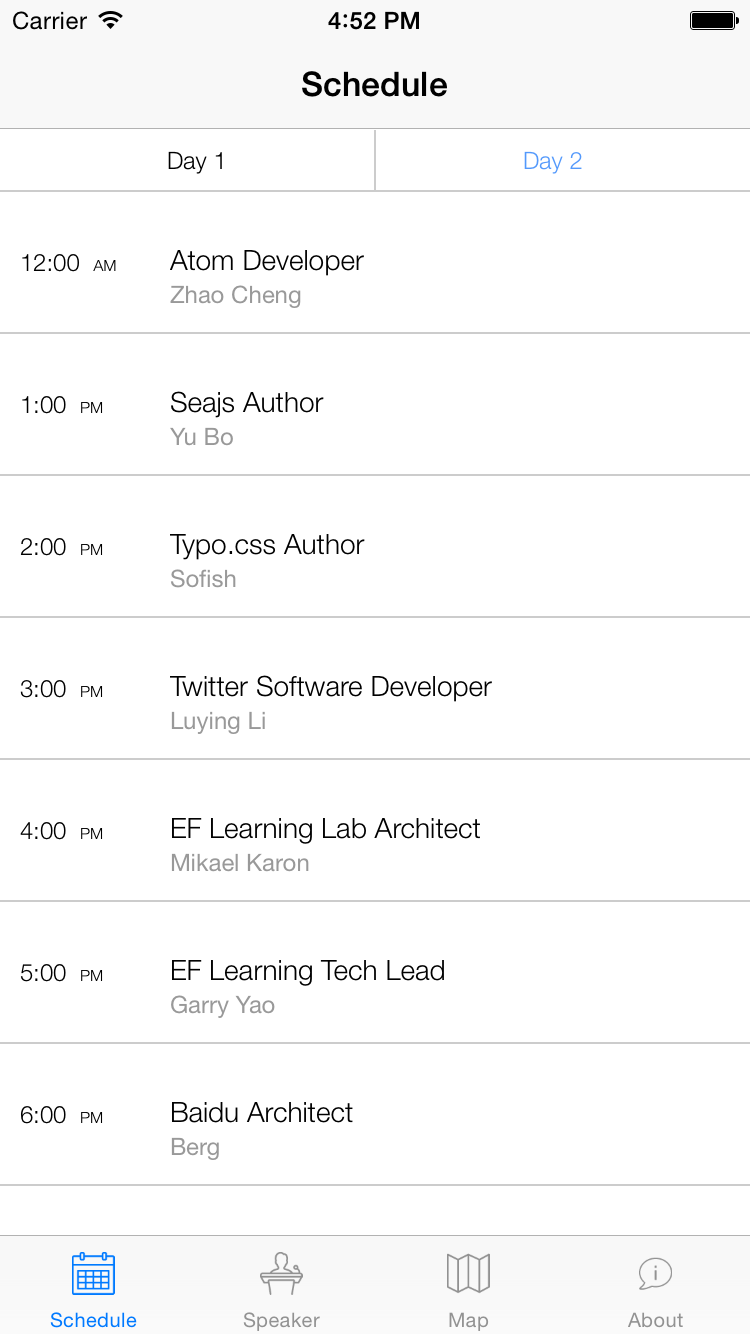 Carrier 4:52 PM
Schedule
Day 1 Day 2
12:00 AM Atom Developer
Zhao Cheng
1:00 PM Seajs Author
Yu Bo
2:00 PM Typo.css Author
Sofish
3:00 PM Twitter Software Developer
Luying Li
4:00 PM EF Learning Lab Architect
Mikael Karon
5:00 PM EF Learning Tech Lead
Garry Yao
6:00 PM Baidu Architect
Berg
Schedule Speaker Map About